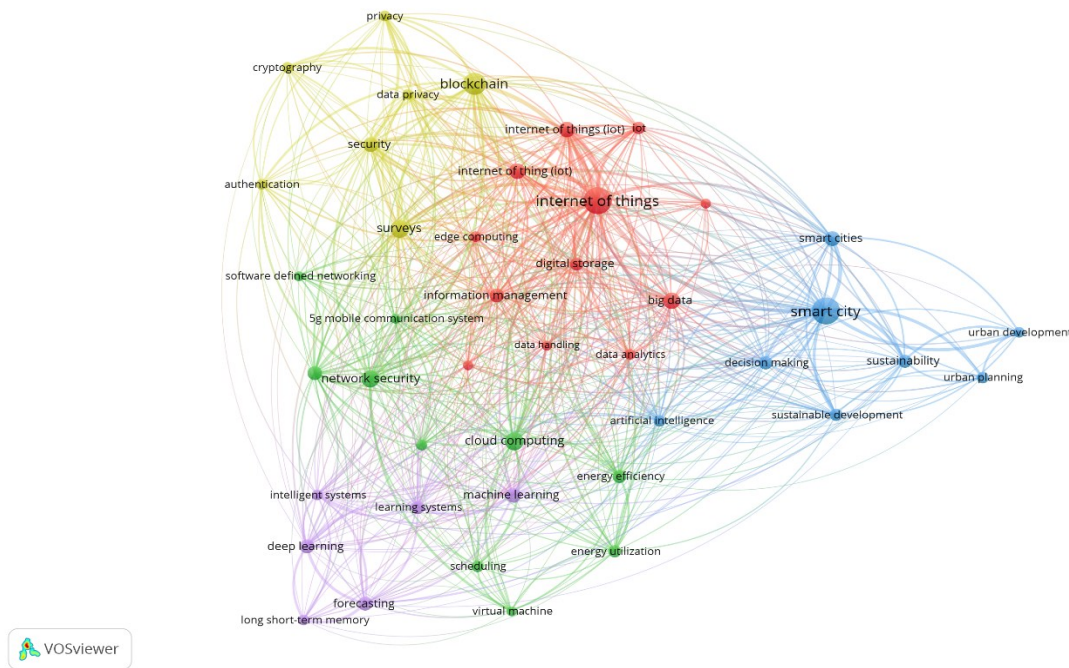 privacy
cryptography
blockchain
data privacy
internet of things (iot)
iot
security
internet of thing (iot)
authentication
internet of things
surveys
edge computing
smart cities
digital storage
software defined networking
information management
big data
smart city
5g mobile communication system
urban development
data handling
data analytics
decision making
sustainability
network security
urban planning
artificial intelligence
sustainable development
cloud computing
energy efficiency
intelligent systems
machine learning
learning systems
deep learning
energy utilization
scheduling
forecasting
virtual machine
long short-term memory
VOSviewer